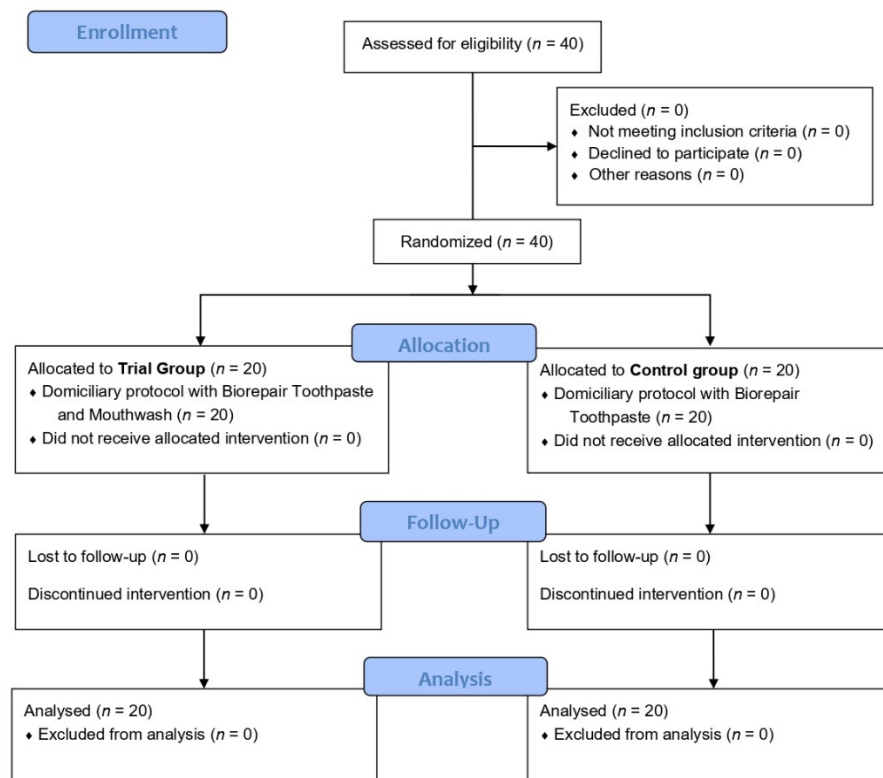 Enrollment
Assessed for eligibility (n = 40)
Excluded (n = 0)
♦ Not meeting inclusion criteria (n = 0)
♦ Declined to participate (n = 0)
♦ Other reasons (n = 0)
Randomized (n = 40)
Allocation
Allocated to Trial Group (n = 20)
♦ Domiciliary protocol with Biorepair Toothpaste
and Mouthwash (n = 20)
♦ Did not receive allocated intervention (n = 0)
Allocated to Control group (n = 20)
♦ Domiciliary protocol with Biorepair
Toothpaste (n = 20)
♦ Did not receive allocated intervention (n = 0)
Follow-Up
Lost to follow-up (n = 0)
Discontinued intervention (n = 0)
Lost to follow-up (n = 0)
Discontinued intervention (n = 0)
Analysis
Analysed (n = 20)
♦ Excluded from analysis (n = 0)
Analysed (n = 20)
♦ Excluded from analysis (n = 0)